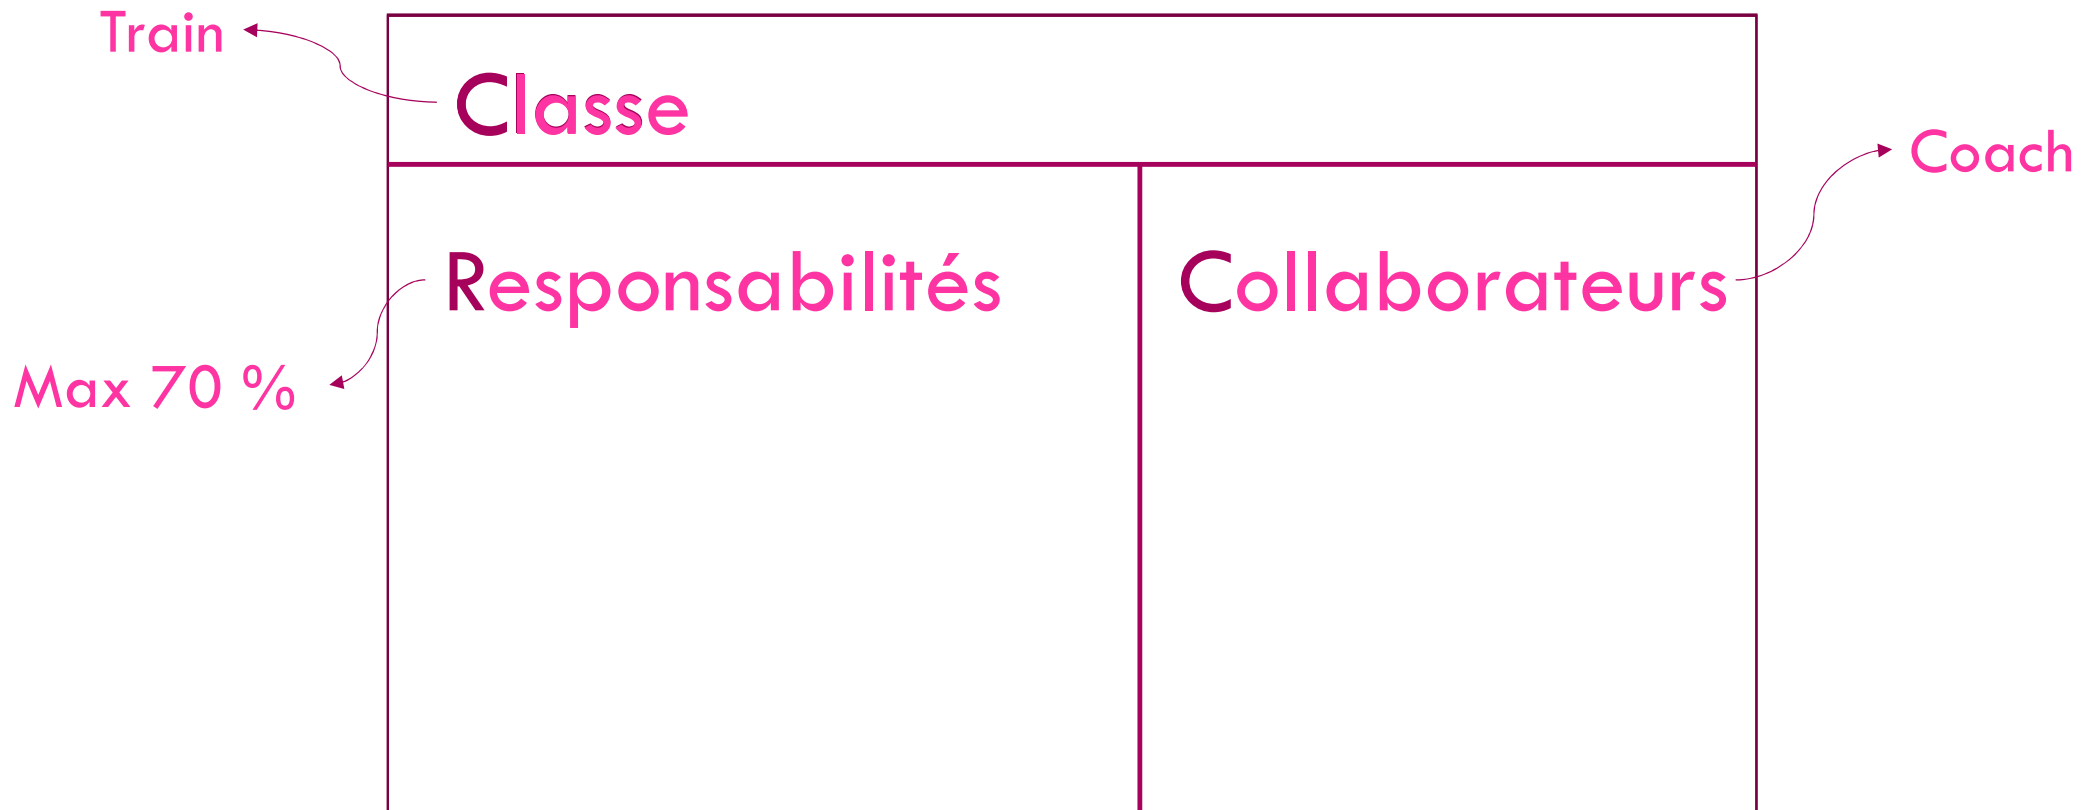 Train
Classe
Coach
Responsabilités
Collaborateurs
Max 70 %